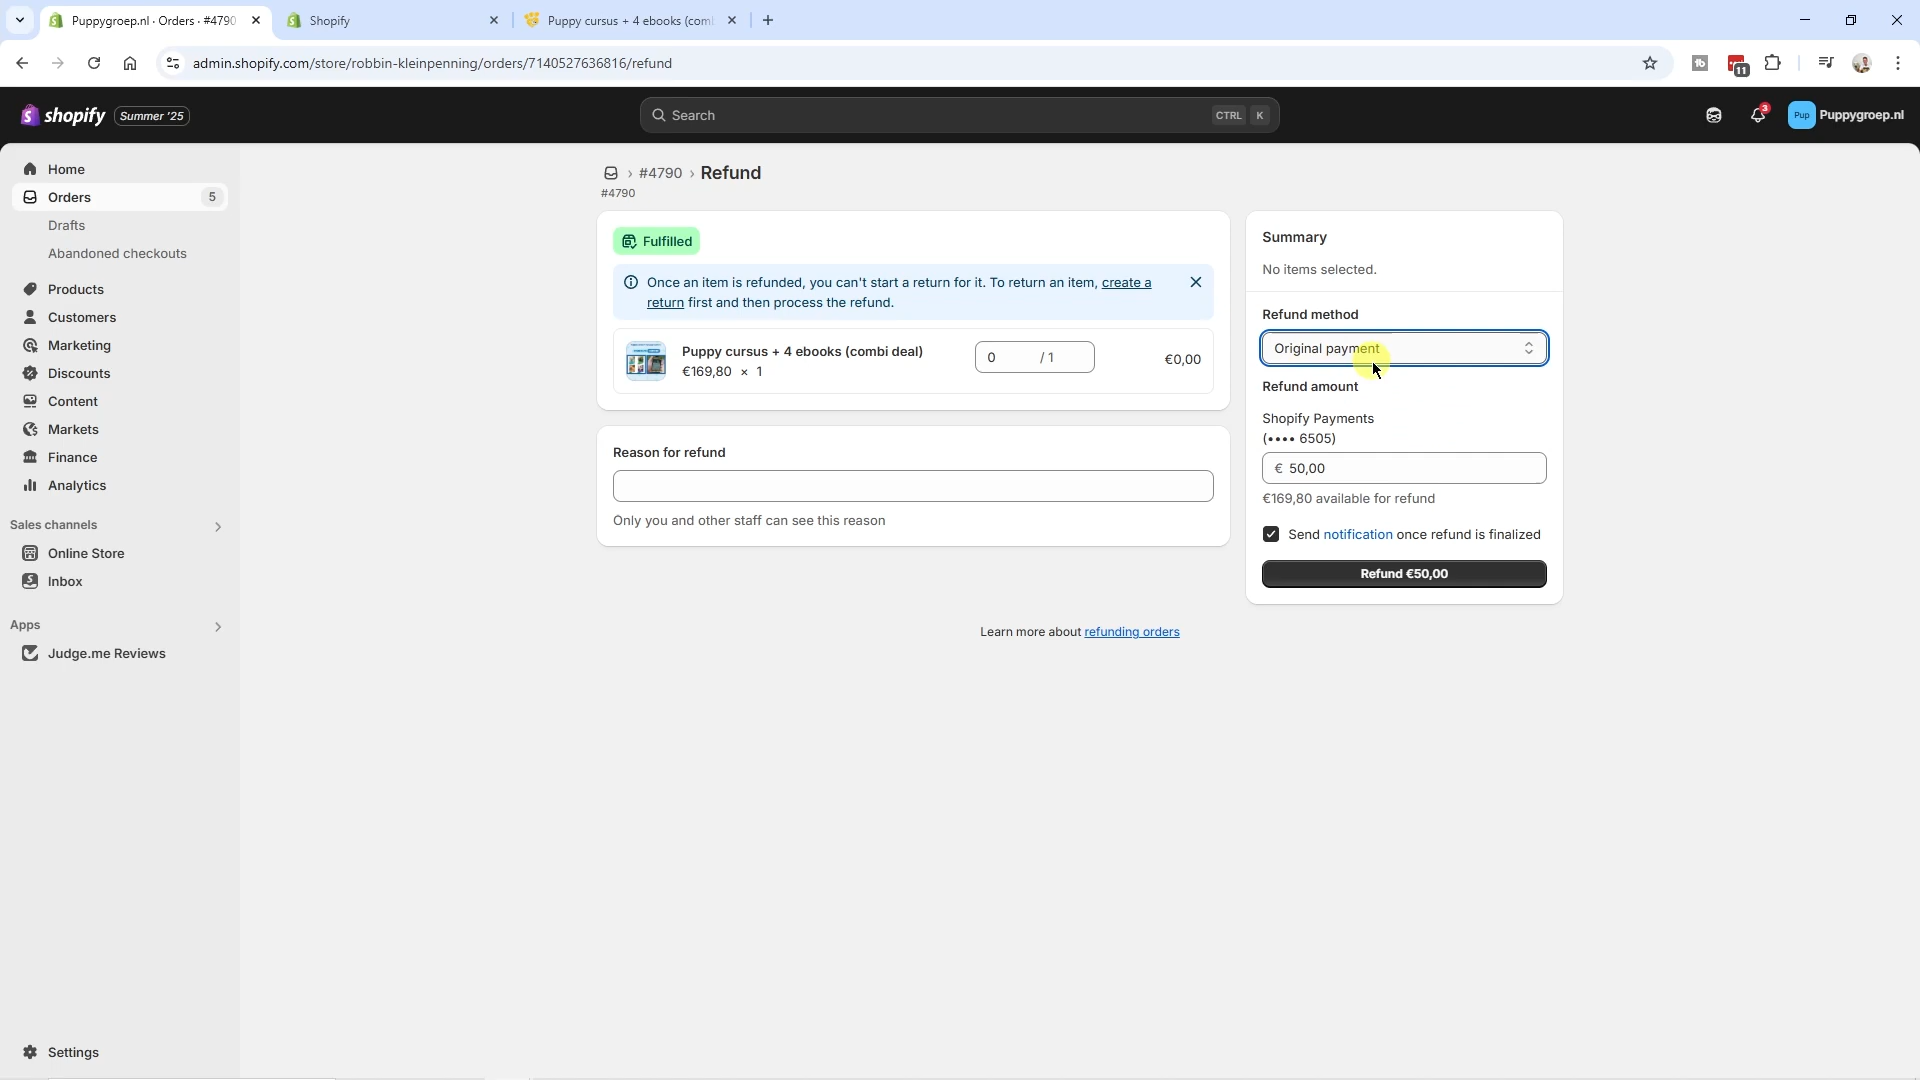 Puppygroep.nl · Orders · #4790
Shopify
Puppy cursus + 4 ebooks (com
admin.shopify.com/store/robbin-kleinpenning/orders/7140527636816/refund
11
shopify
Summer '25
Search
CTRL K
3
Pup
Puppygroep.nl
Home
Orders
5
Drafts
Abandoned checkouts
Products
Customers
Marketing
Discounts
Content
Markets
Finance
Analytics
Sales channels
Online Store
Inbox
Apps
Judge.me Reviews
Settings
#4790 › Refund
#4790
Fulfilled
Once an item is refunded, you can't start a return for it. To return an item, create a
return first and then process the refund.
Puppy cursus + 4 ebooks (combi deal)
€169,80 × 1
0 / 1
€0,00
Reason for refund
Only you and other staff can see this reason
Summary
No items selected.
Refund method
Original payment
Refund amount
Shopify Payments
(•••• 6505)
€ 50,00
€169,80 available for refund
Send notification once refund is finalized
Refund €50,00
Learn more about refunding orders